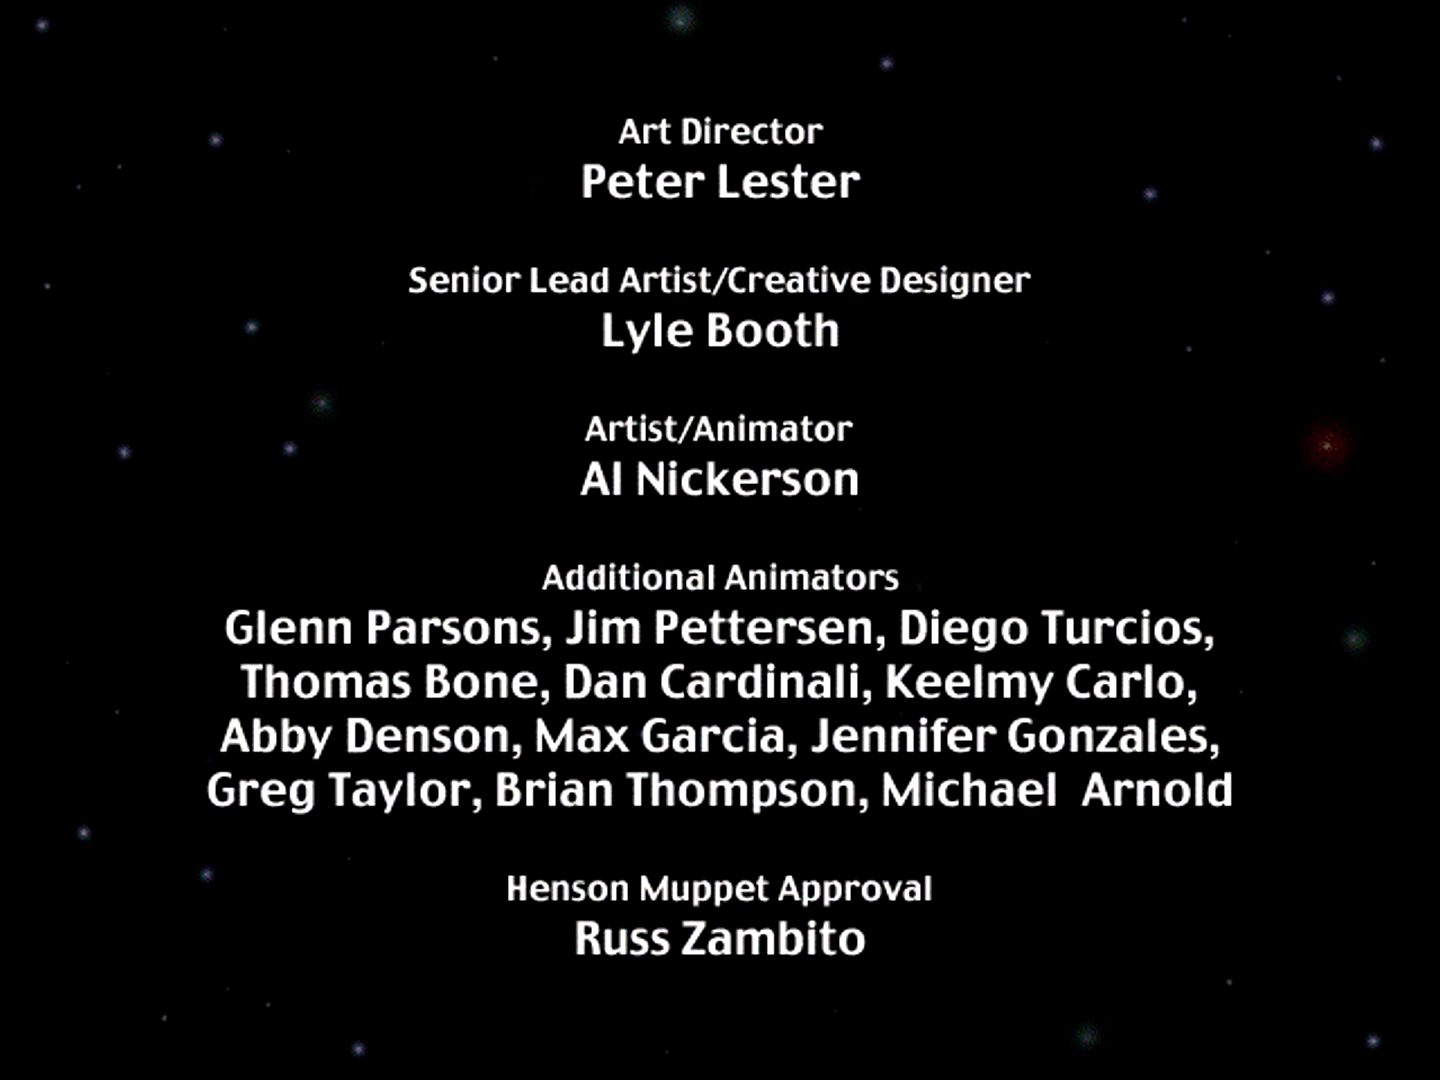 Art Director
Peter Lester
Senior Lead Artist/Creative Designer
Lyle Booth
Artist/Animator
Al Nickerson
Additional Animators
Glenn Parsons, Jim Pettersen, Diego Turcios,
Thomas Bone, Dan Cardinali, Keelmy Carlo,
Abby Denson, Max Garcia, Jennifer Gonzales,
Greg Taylor, Brian Thompson, Michael  Arnold
Henson Muppet Approval
Russ Zambito